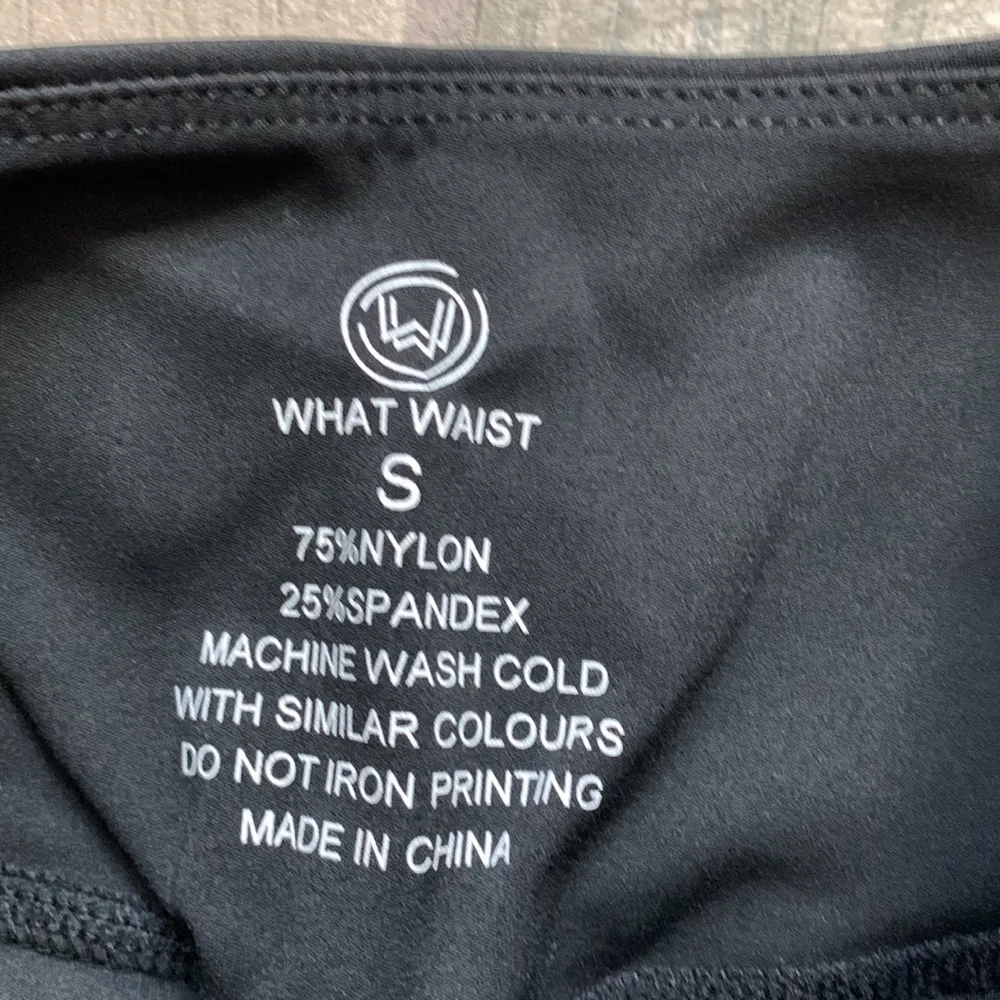 WHAT WAIST
S
75%NYLON
25%SPANDEX
MACHINE WASH COLD
WITH SIMILAR COLOURS
DO NOT IRON PRINTING
MADE IN CHINA